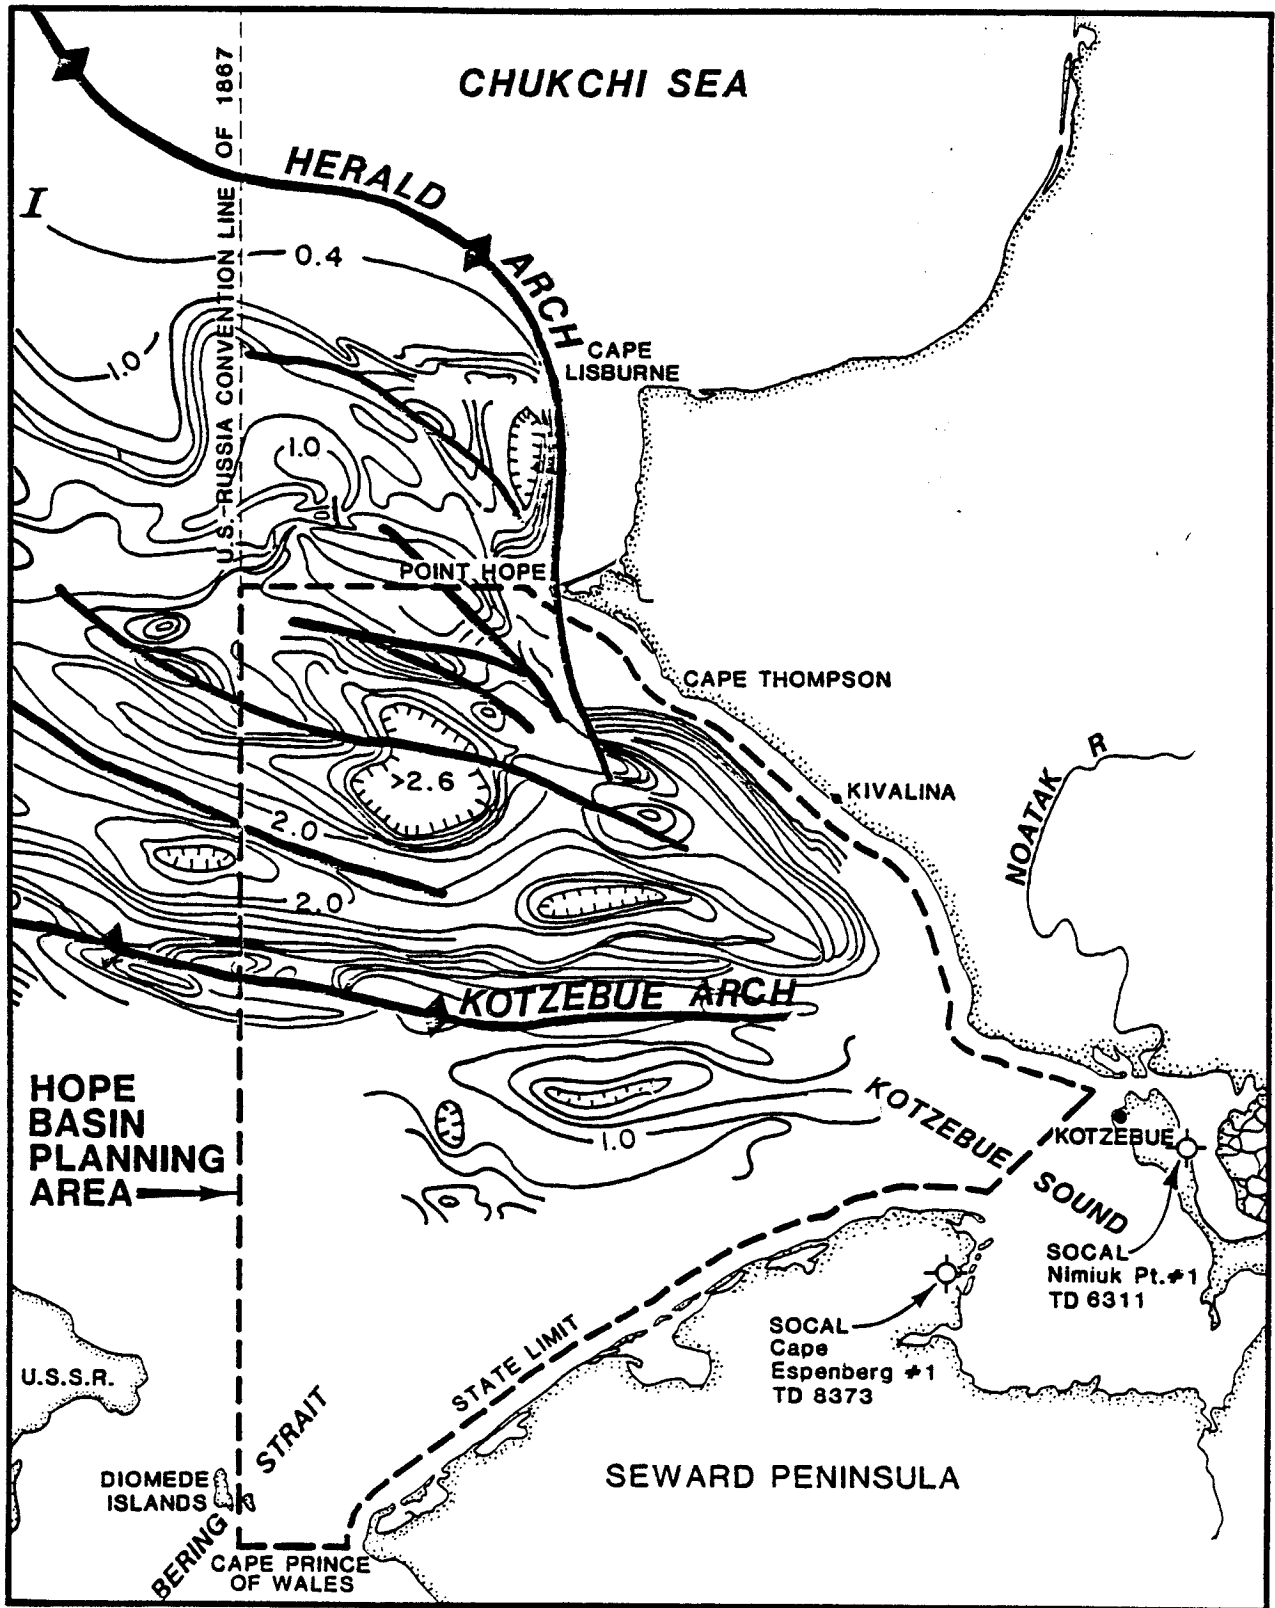 CHUKCHI SEA
U.S.-RUSSIA CONVENTION LINE OF 1867
HERALD ARCH
I
0.4
1.0
CAPE
LISBURNE
1.0
POINT HOPE
CAPE THOMPSON
>2.6
KIVALINA
NOATAK R
2.0
2.0
KOTZEBUE ARCH
HOPE
BASIN
PLANNING
AREA
1.0
KOTZEBUE SOUND
KOTZEBUE
SOCAL
Nimiuk Pt.#1
TD 6311
SOCAL
Cape
Espenberg #1
TD 8373
STATE LIMIT
U.S.S.R.
BERING STRAIT
DIOMEDE
ISLANDS
SEWARD PENINSULA
CAPE PRINCE
OF WALES